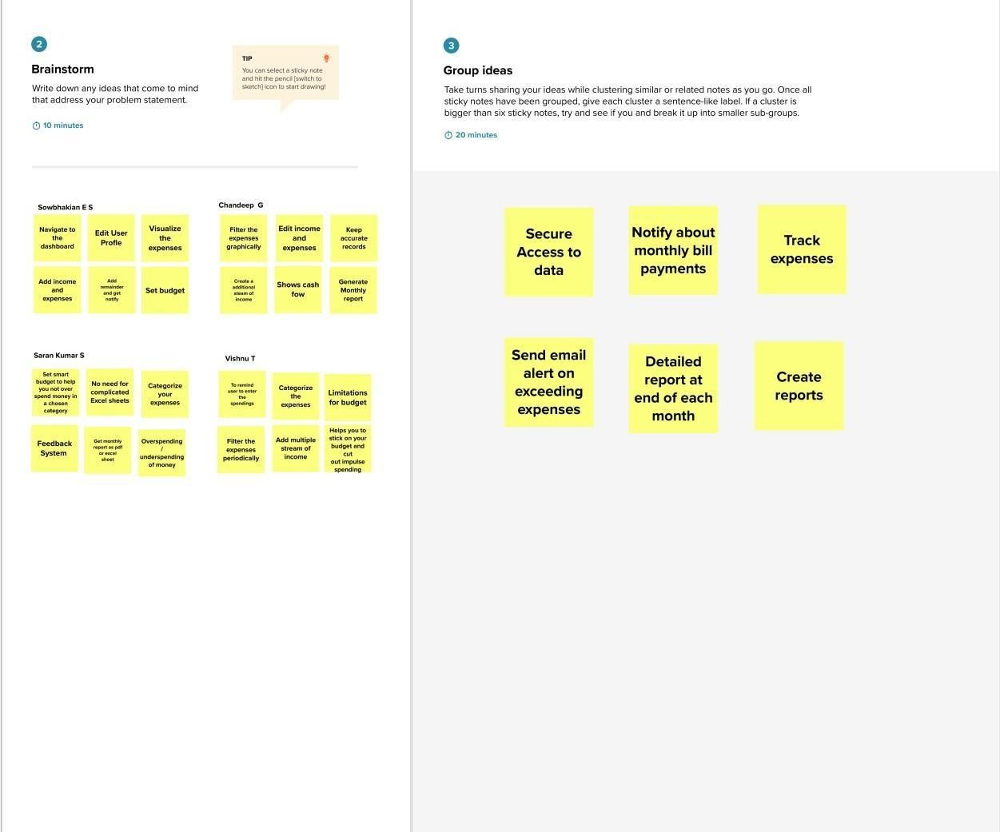 2
Brainstorm
Write down any ideas that come to mind
that address your problem statement.
10 minutes
TIP
You can select a sticky note
and hit the pencil [switch to
sketch] icon to start drawing!
Sowbhakian E S
Navigate to
the
dashboard
Edit User
Profle
Visualize
the
expenses
Add income
and
expenses
Add
remainder
and get
notify
Set budget
Chandeep G
Filter the
expenses
graphically
Edit income
and
expenses
Keep
accurate
records
Create a
additional
steam of
income
Shows cash
fow
Generate
Monthly
report
Saran Kumar S
Set smart
budget to help
you not over
spend money in
a chosen
category
No need for
complicated
Excel sheets
Categorize
your
expenses
Feedback
System
Get monthly
report as pdf
or excel
sheet
Overspending
/
underspending
of money
Vishnu T
To remind
user to enter
the
spendings
Categorize
the
expenses
Limitations
for budget
Filter the
expenses
periodically
Add multiple
stream of
income
Helps you to
stick on your
budget and
cut
out impulse
spending
3
Group ideas
Take turns sharing your ideas while clustering similar or related notes as you go. Once all
sticky notes have been grouped, give each cluster a sentence-like label. If a cluster is
bigger than six sticky notes, try and see if you and break it up into smaller sub-groups.
20 minutes
Secure
Access to
data
Notify about
monthly bill
payments
Track
expenses
Send email
alert on
exceeding
expenses
Detailed
report at
end of each
month
Create
reports